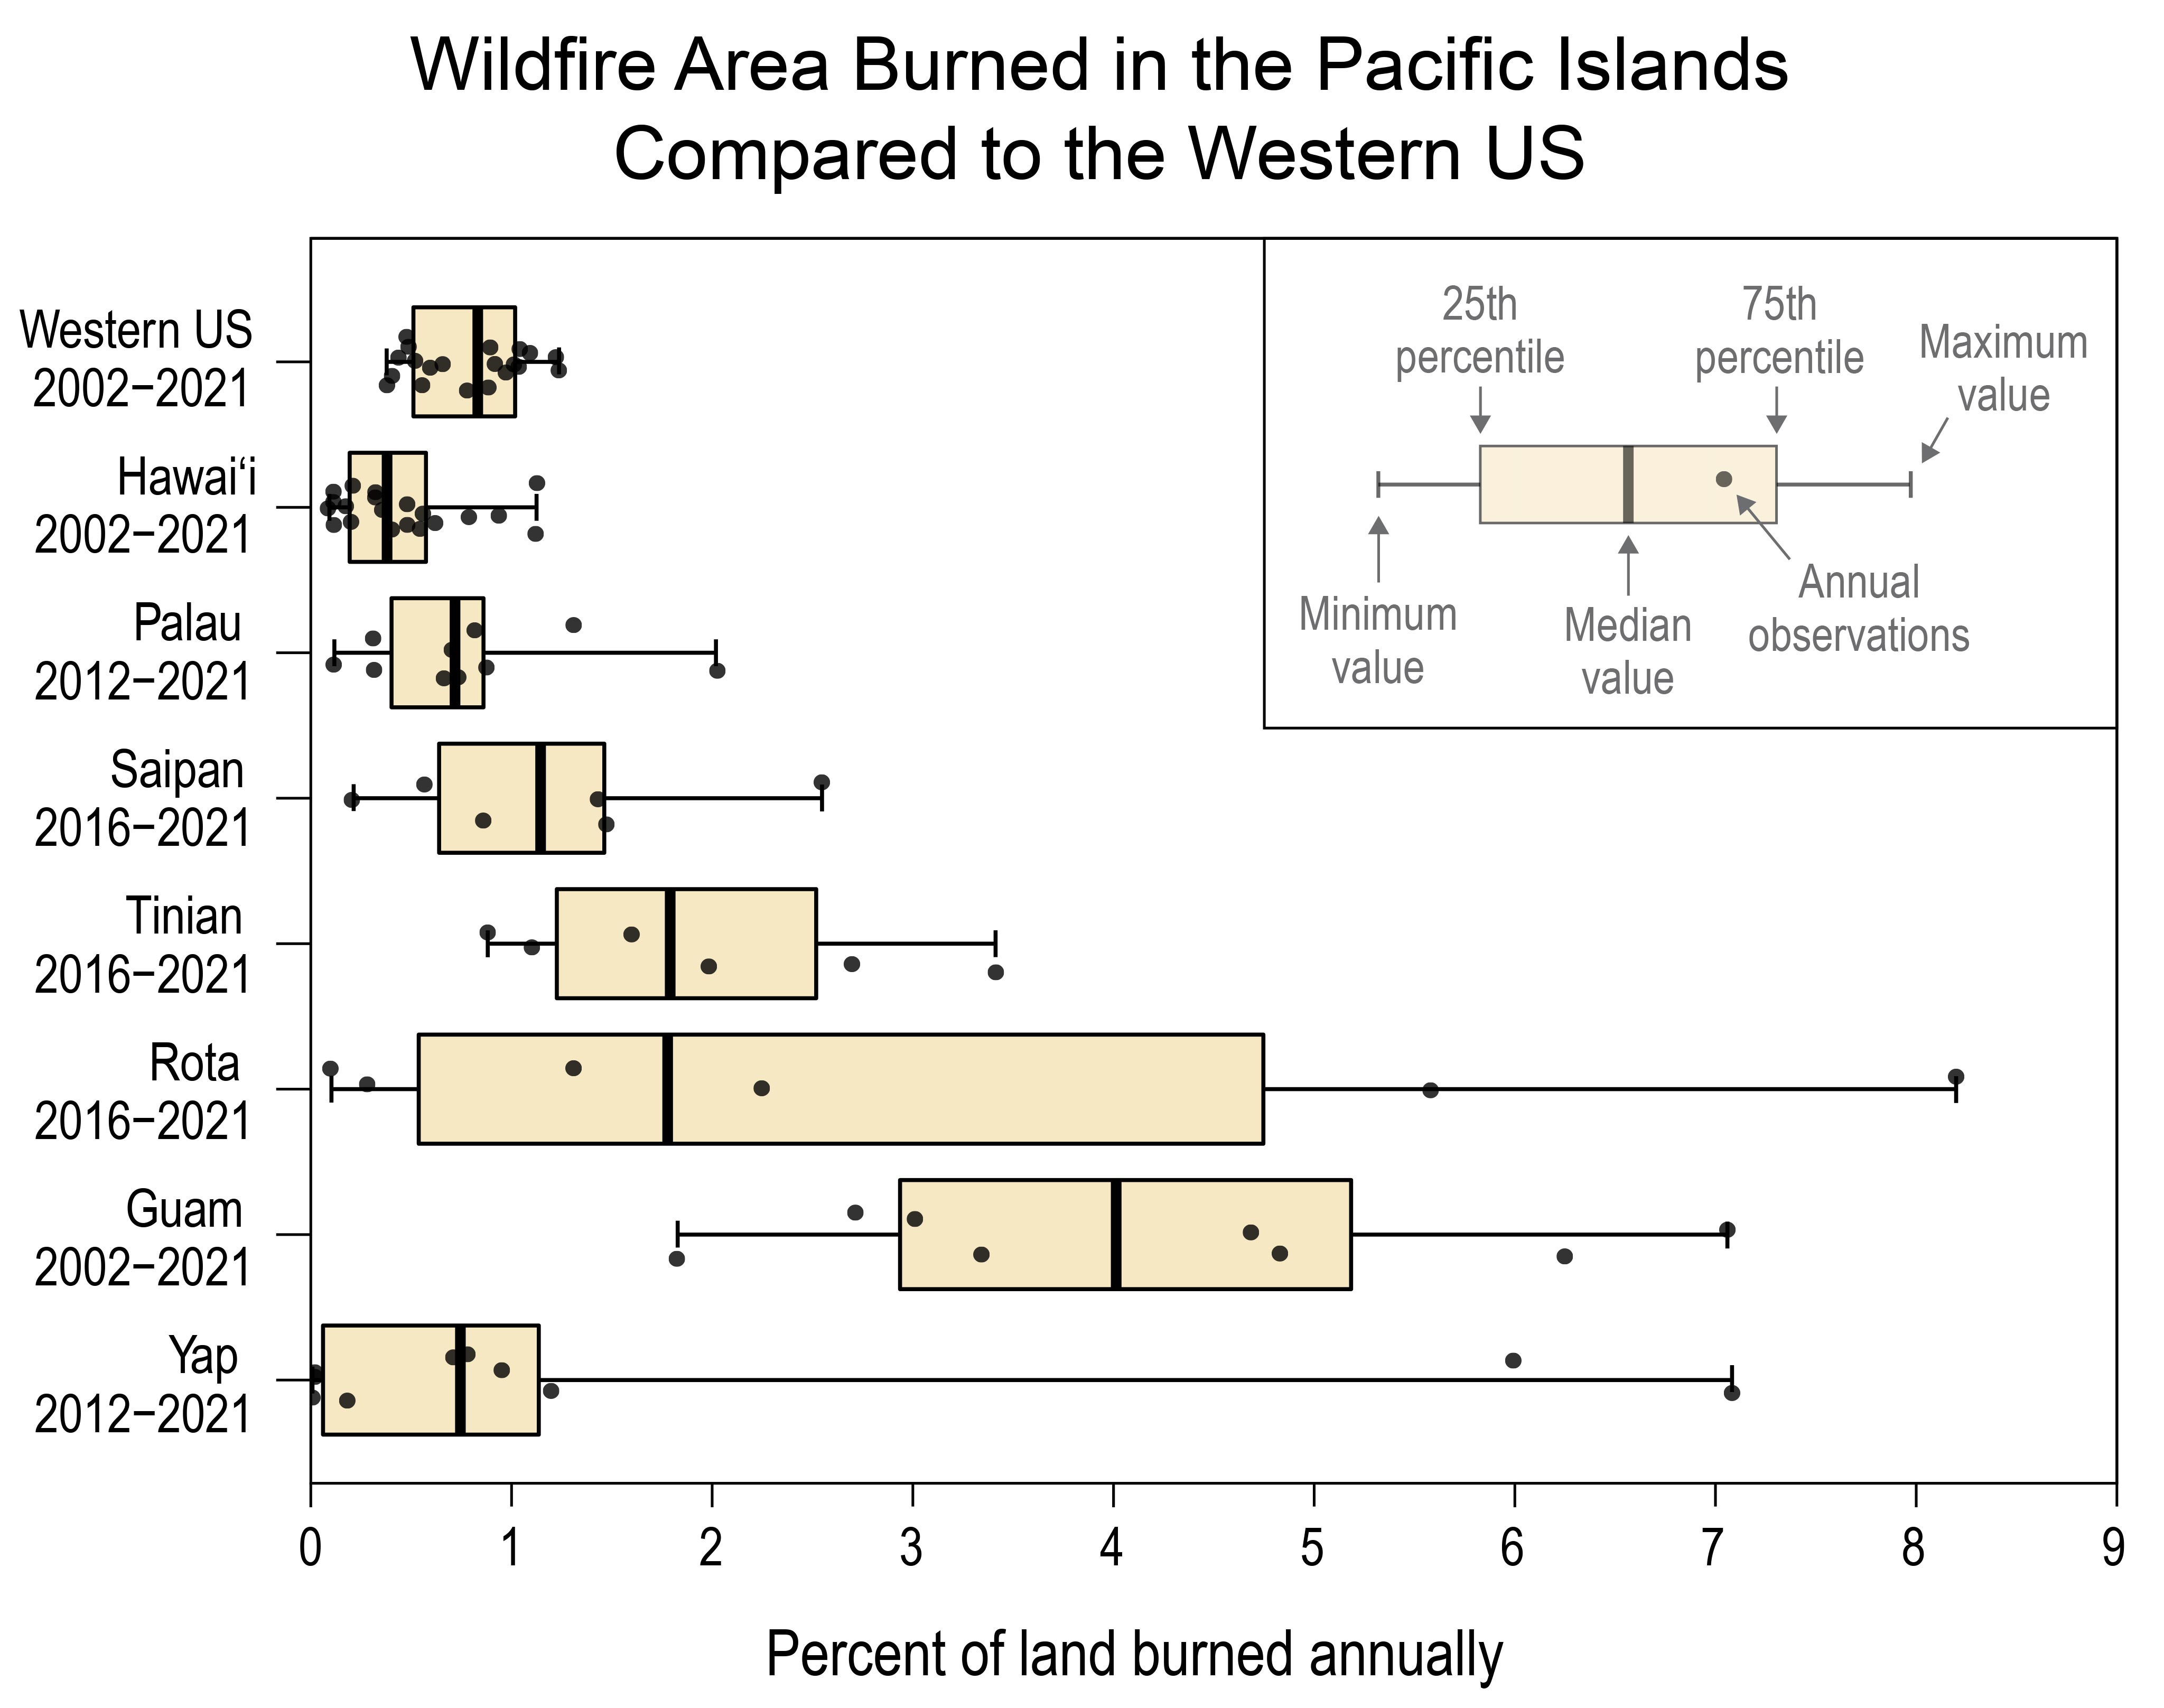 Wildfire Area Burned in the Pacific Islands
Compared to the Western US
25th
percentile
75th
percentile
Maximum
value
Minimum
value
Median
value
Annual
observations
Western US
2002−2021
Hawaiʻi
2002−2021
Palau
2012−2021
Saipan
2016−2021
Tinian
2016−2021
Rota
2016−2021
Guam
2002−2021
Yap
2012−2021
0 1 2 3 4 5 6 7 8 9
Percent of land burned annually